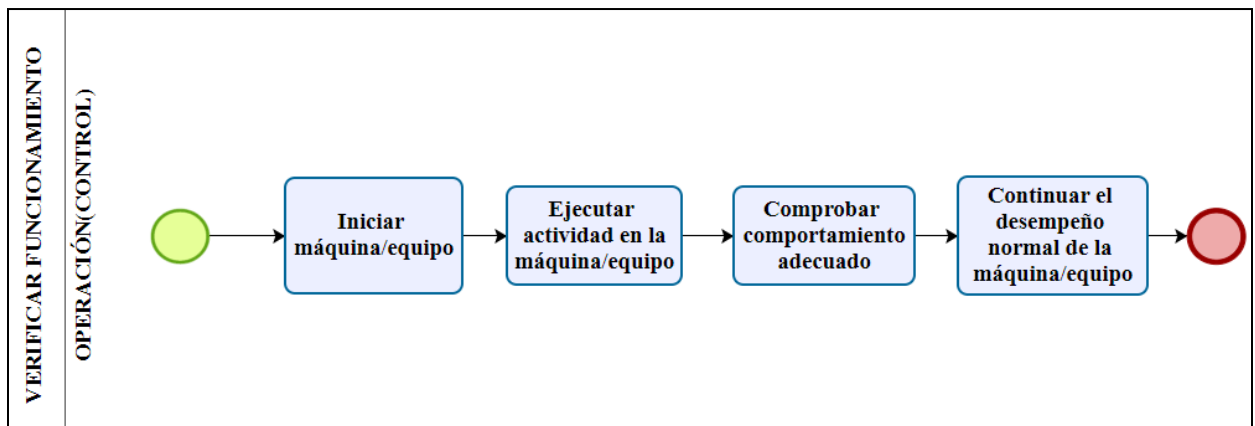 VERIFICAR FUNCIONAMIENTO
OPERACIÓN(CONTROL)
Iniciar
máquina/equipo
Ejecutar
actividad en la
máquina/equipo
Comprobar
comportamiento
adecuado
Continuar el
desempeño
normal de la
máquina/equipo